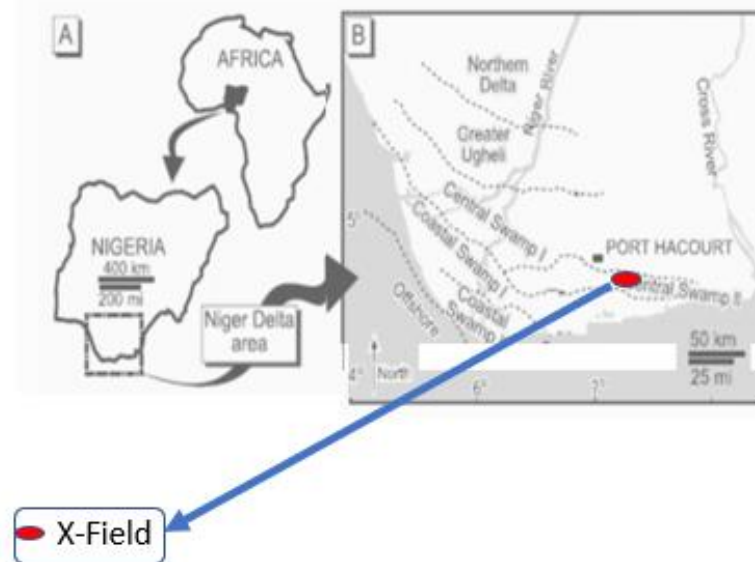 A
AFRICA
NIGERIA
400 km
200 mi
Niger Delta
area
B
Northern
Delta
Niger River
Cross River
Greater
Ugheli
Central Swamp I
Coastal Swamp I
PORT HACOURT
Central Swamp II
Coastal
Swamp
Offshore
5°
50 km
25 mi
North
4°
6°
7°
X-Field